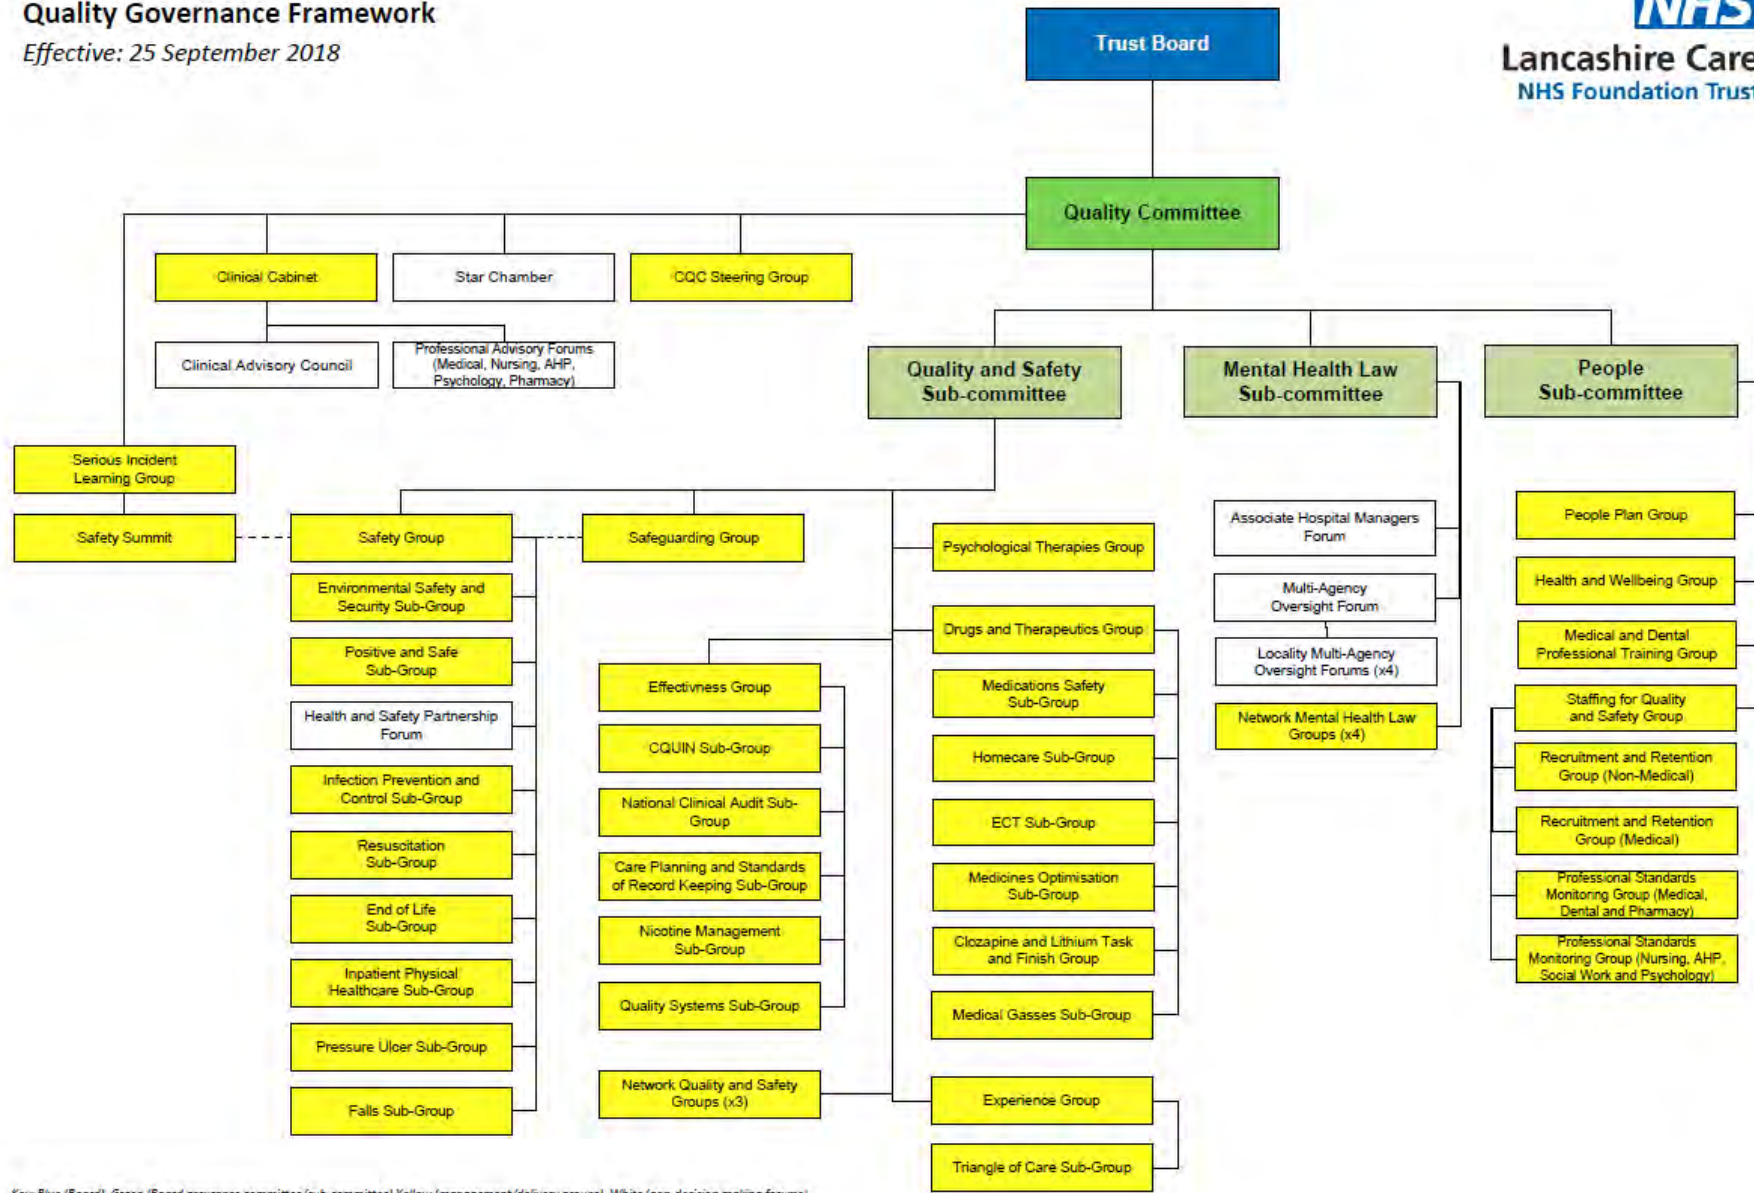 Quality Governance Framework
Effective: 25 September 2018
NHS
Lancashire Care
NHS Foundation Trust
Trust Board
Quality Committee
Clinical Cabinet
Star Chamber
CQC Steering Group
Clinical Advisory Council
Professional Advisory Forums
(Medical, Nursing, AHP,
Psychology, Pharmacy)
Quality and Safety
Sub-committee
Mental Health Law
Sub-committee
People
Sub-committee
Serious Incident
Learning Group
Safety Summit
Safety Group
Safeguarding Group
Environmental Safety and
Security Sub-Group
Positive and Safe
Sub-Group
Health and Safety Partnership
Forum
Infection Prevention and
Control Sub-Group
Resuscitation
Sub-Group
End of Life
Sub-Group
Inpatient Physical
Healthcare Sub-Group
Pressure Ulcer Sub-Group
Falls Sub-Group
Effectivness Group
CQUIN Sub-Group
National Clinical Audit Sub-
Group
Care Planning and Standards
of Record Keeping Sub-Group
Nicotine Management
Sub-Group
Quality Systems Sub-Group
Network Quality and Safety
Groups (x3)
Psychological Therapies Group
Drugs and Therapeutics Group
Medications Safety
Sub-Group
Homecare Sub-Group
ECT Sub-Group
Medicines Optimisation
Sub-Group
Clozapine and Lithium Task
and Finish Group
Medical Gasses Sub-Group
Experience Group
Triangle of Care Sub-Group
Associate Hospital Managers
Forum
Multi-Agency
Oversight Forum
Locality Multi-Agency
Oversight Forums (x4)
Network Mental Health Law
Groups (x4)
People Plan Group
Health and Wellbeing Group
Medical and Dental
Professional Training Group
Staffing for Quality
and Safety Group
Recruitment and Retention
Group (Non-Medical)
Recruitment and Retention
Group (Medical)
Professional Standards
Monitoring Group (Medical,
Dental and Pharmacy)
Professional Standards
Monitoring Group (Nursing, AHP,
Social Work and Psychology)